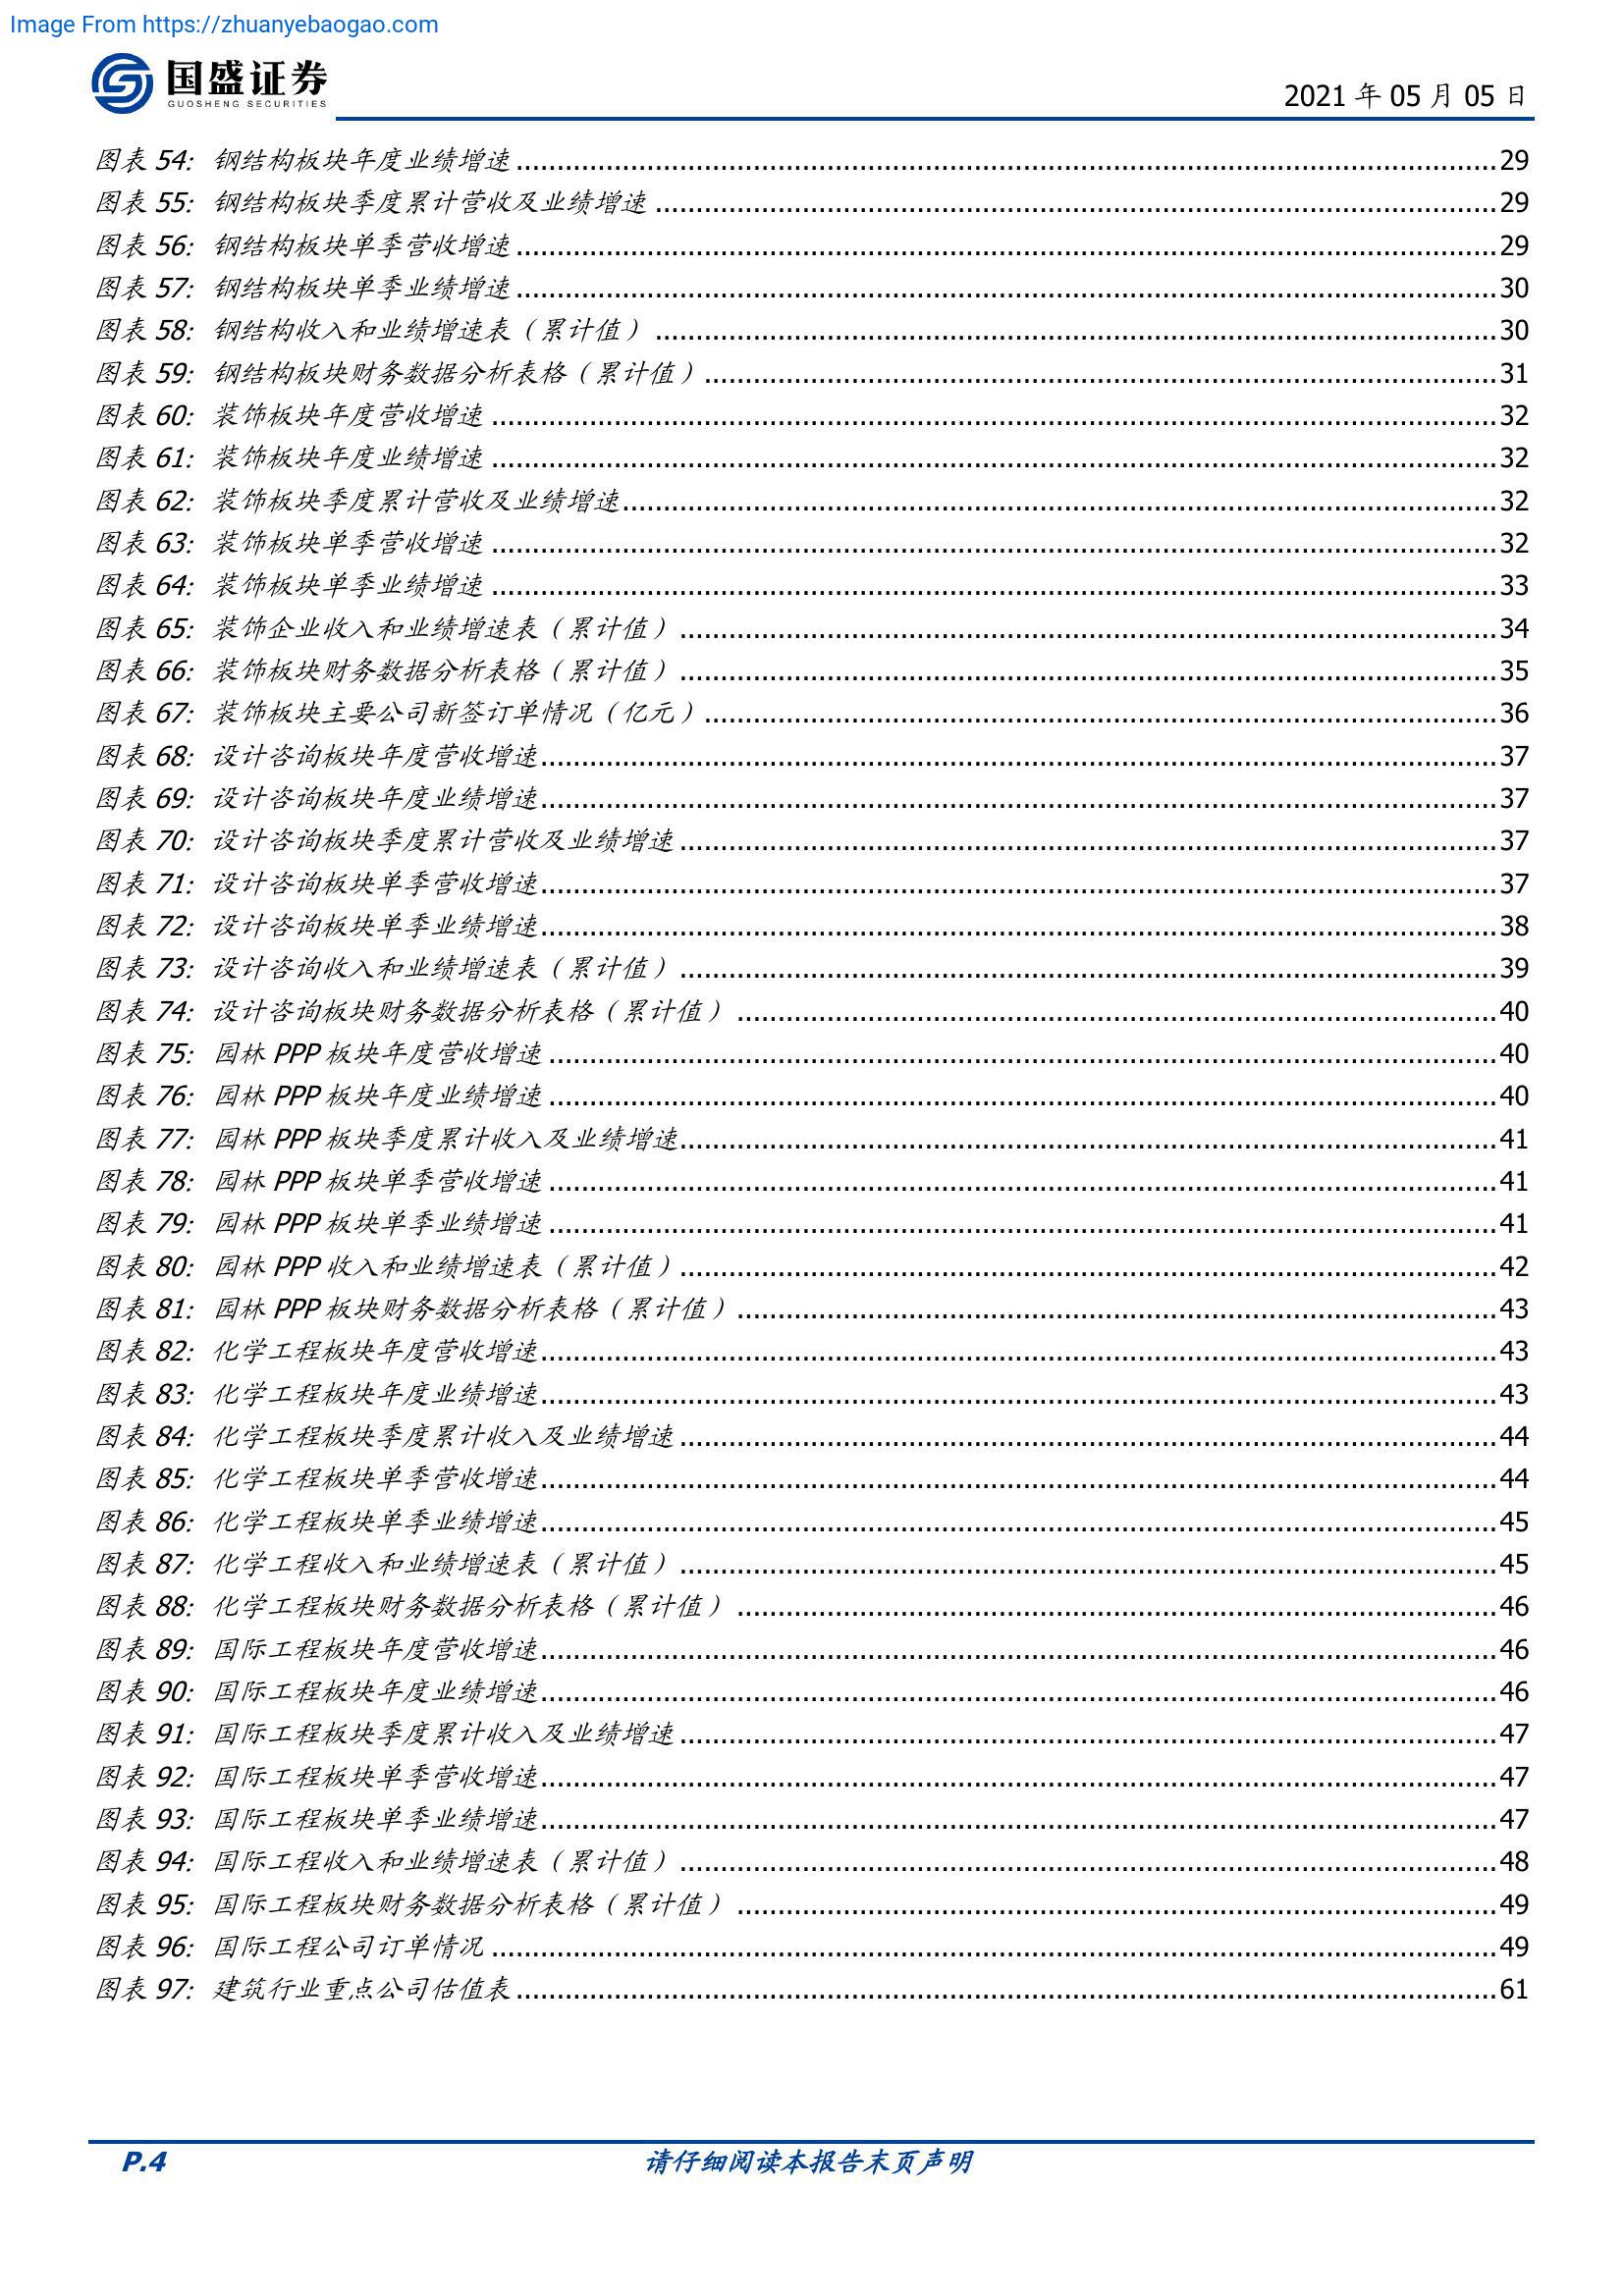 Image From https://zhuanyebaogao.com
国盛证券
GUOSHENG SECURITIES
2021 年 05 月 05 日
图表 54: 钢结构板块年度业绩增速 29
图表 55: 钢结构板块季度累计营收及业绩增速 29
图表 56: 钢结构板块单季营收增速 29
图表 57: 钢结构板块单季业绩增速 30
图表 58: 钢结构收入和业绩增速表（累计值） 30
图表 59: 钢结构板块财务数据分析表格（累计值） 31
图表 60: 装饰板块年度营收增速 32
图表 61: 装饰板块年度业绩增速 32
图表 62: 装饰板块季度累计营收及业绩增速 32
图表 63: 装饰板块单季营收增速 32
图表 64: 装饰板块单季业绩增速 33
图表 65: 装饰企业收入和业绩增速表（累计值） 34
图表 66: 装饰板块财务数据分析表格（累计值） 35
图表 67: 装饰板块主要公司新签订单情况（亿元） 36
图表 68: 设计咨询板块年度营收增速 37
图表 69: 设计咨询板块年度业绩增速 37
图表 70: 设计咨询板块季度累计营收及业绩增速 37
图表 71: 设计咨询板块单季营收增速 37
图表 72: 设计咨询板块单季业绩增速 38
图表 73: 设计咨询收入和业绩增速表（累计值） 39
图表 74: 设计咨询板块财务数据分析表格（累计值） 40
图表 75: 园林 PPP 板块年度营收增速 40
图表 76: 园林 PPP 板块年度业绩增速 40
图表 77: 园林 PPP 板块季度累计收入及业绩增速 41
图表 78: 园林 PPP 板块单季营收增速 41
图表 79: 园林 PPP 板块单季业绩增速 41
图表 80: 园林 PPP 收入和业绩增速表（累计值） 42
图表 81: 园林 PPP 板块财务数据分析表格（累计值） 43
图表 82: 化学工程板块年度营收增速 43
图表 83: 化学工程板块年度业绩增速 43
图表 84: 化学工程板块季度累计收入及业绩增速 44
图表 85: 化学工程板块单季营收增速 44
图表 86: 化学工程板块单季业绩增速 45
图表 87: 化学工程收入和业绩增速表（累计值） 45
图表 88: 化学工程板块财务数据分析表格（累计值） 46
图表 89: 国际工程板块年度营收增速 46
图表 90: 国际工程板块年度业绩增速 46
图表 91: 国际工程板块季度累计收入及业绩增速 47
图表 92: 国际工程板块单季营收增速 47
图表 93: 国际工程板块单季业绩增速 47
图表 94: 国际工程收入和业绩增速表（累计值） 48
图表 95: 国际工程板块财务数据分析表格（累计值） 49
图表 96: 国际工程公司订单情况 49
图表 97: 建筑行业重点公司估值表 61
P.4
请仔细阅读本报告末页声明